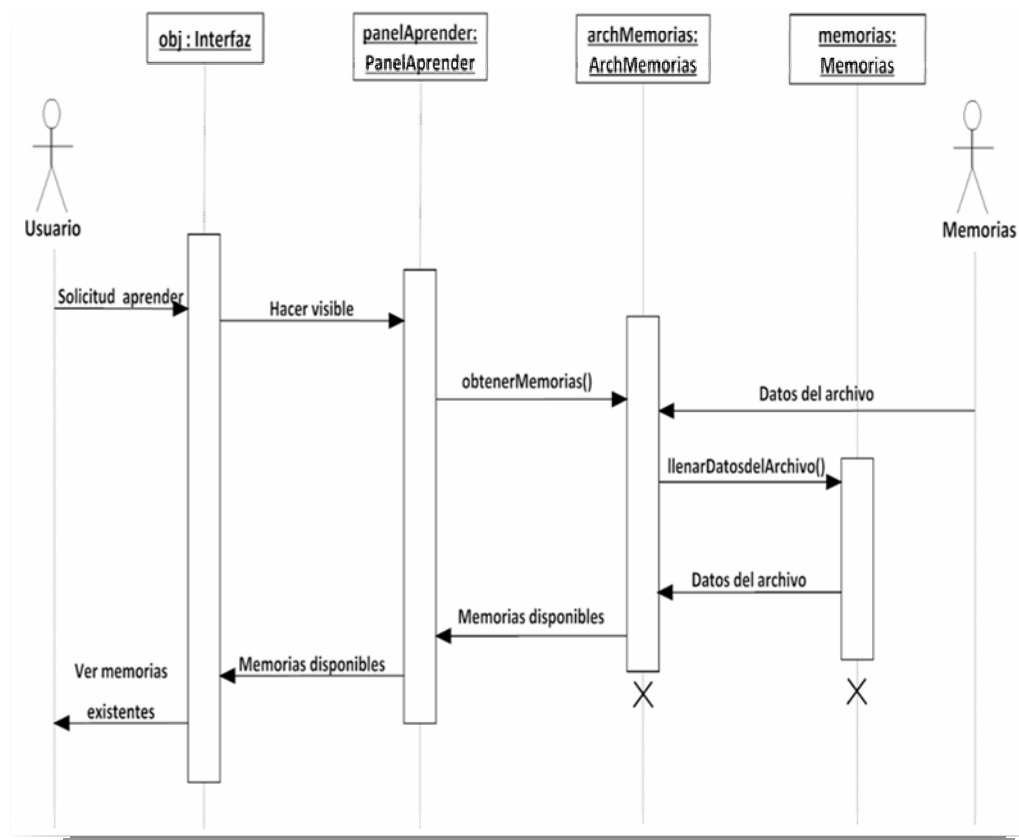 obj : Interfaz
panelAprender:
PanelAprender
archMemorias:
ArchMemorias
memorias:
Memorias
Usuario
Memorias
Solicitud aprender
Hacer visible
obtenerMemorias()
Datos del archivo
llenarDatosdelArchivo()
Datos del archivo
Memorias disponibles
Memorias disponibles
Ver memorias
existentes